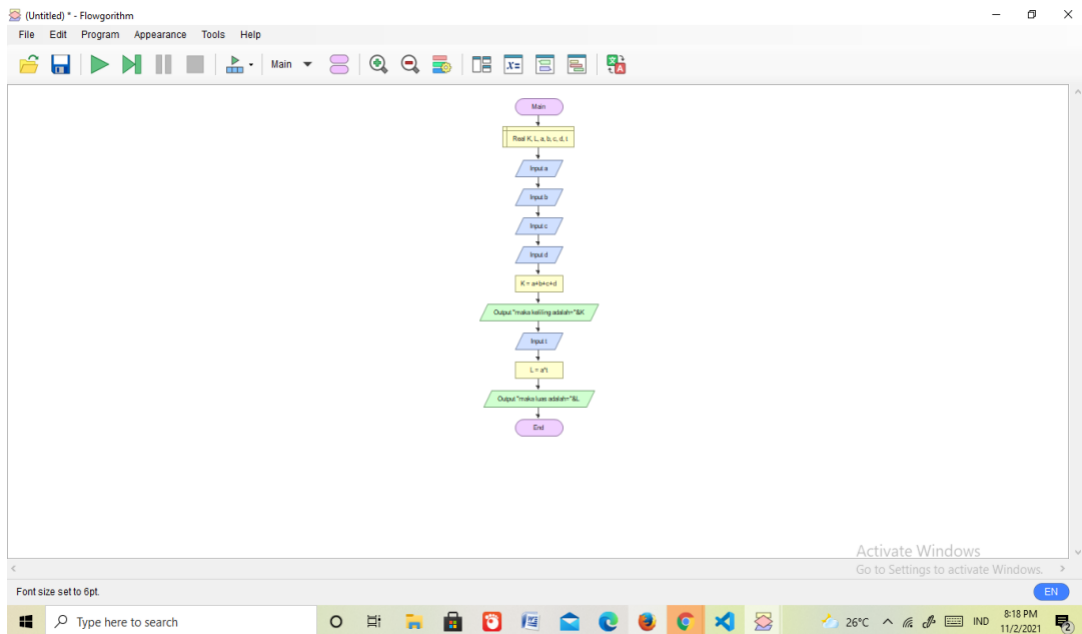 (Untitled) * - Flowgorithm
File Edit Program Appearance Tools Help
Main
X=
Main
Real K, L, a, b, c, d, t
Input a
Input b
Input c
Input d
K = a+b+c+d
Output "maka keliling adalah="&K
Input t
L = a*t
Output "maka luas adalah="&L
End
Activate Windows
Go to Settings to activate Windows.
Font size set to 6pt.
EN
Type here to search
26°C
IND
8:18 PM
11/2/2021
2